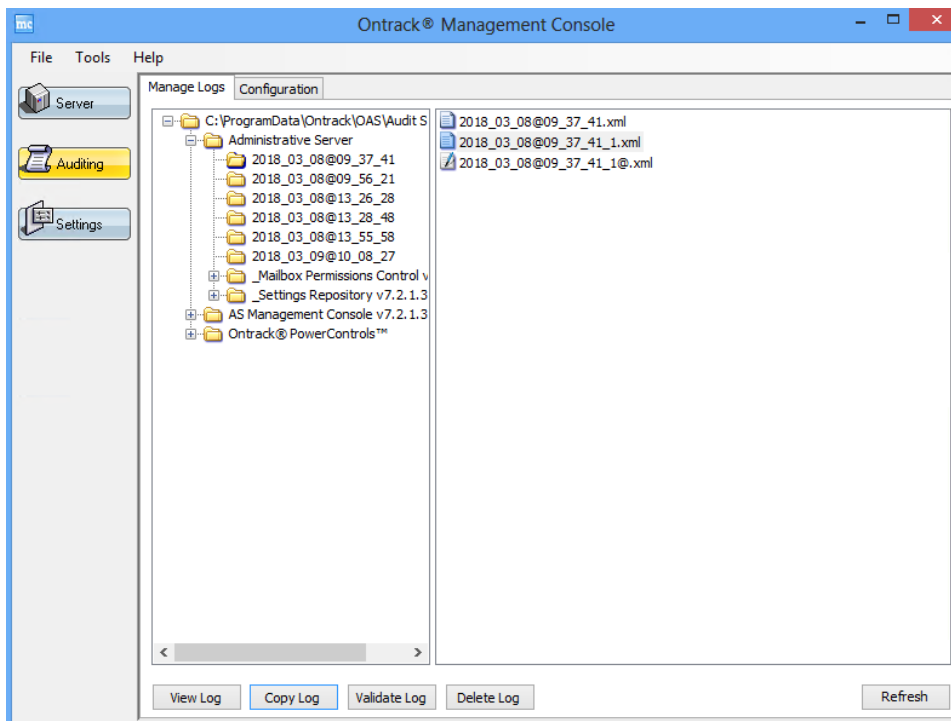 mc
Ontrack® Management Console
File Tools Help
Server
Auditing
Settings
Manage Logs Configuration
C:\ProgramData\Ontrack\OAS\Audit S
Administrative Server
2018_03_08@09_37_41
2018_03_08@09_56_21
2018_03_08@13_26_28
2018_03_08@13_28_48
2018_03_08@13_55_58
2018_03_09@10_08_27
_Mailbox Permissions Control v
_Settings Repository v7.2.1.3
AS Management Console v7.2.1.3
Ontrack® PowerControls™
2018_03_08@09_37_41.xml
2018_03_08@09_37_41_1.xml
2018_03_08@09_37_41_1@.xml
View Log Copy Log Validate Log Delete Log Refresh